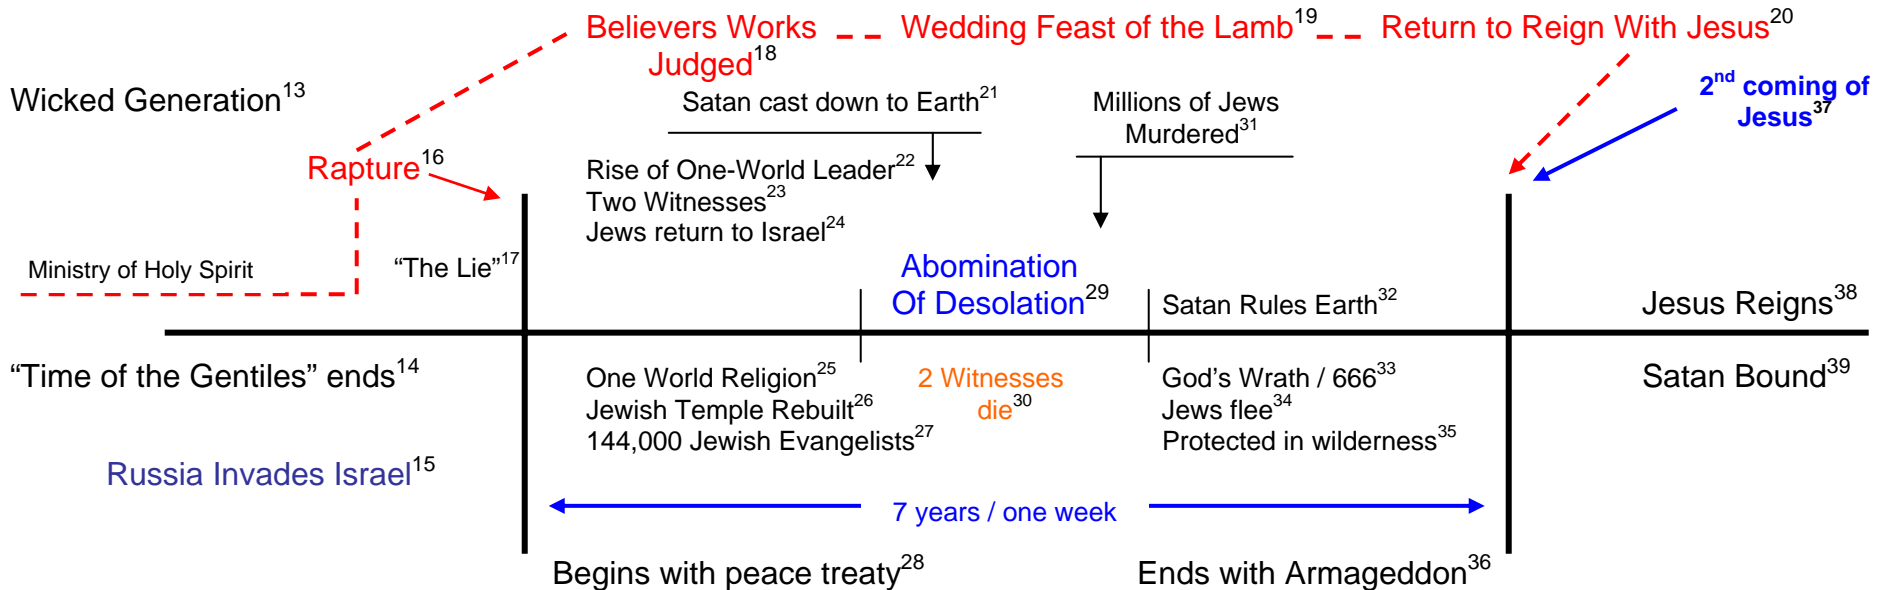 Believers Works
Judged18
Wedding Feast of the Lamb19
Return to Reign With Jesus20
Wicked Generation13
Satan cast down to Earth21
Millions of Jews
Murdered31
2nd coming of
Jesus37
Rapture16
Rise of One-World Leader22
Two Witnesses23
Jews return to Israel24
Ministry of Holy Spirit
“The Lie”17
Abomination
Of Desolation29
Satan Rules Earth32
Jesus Reigns38
“Time of the Gentiles” ends14
One World Religion25
Jewish Temple Rebuilt26
144,000 Jewish Evangelists27
2 Witnesses
die30
God’s Wrath / 66633
Jews flee34
Protected in wilderness35
Satan Bound39
Russia Invades Israel15
7 years / one week
Begins with peace treaty28
Ends with Armageddon36